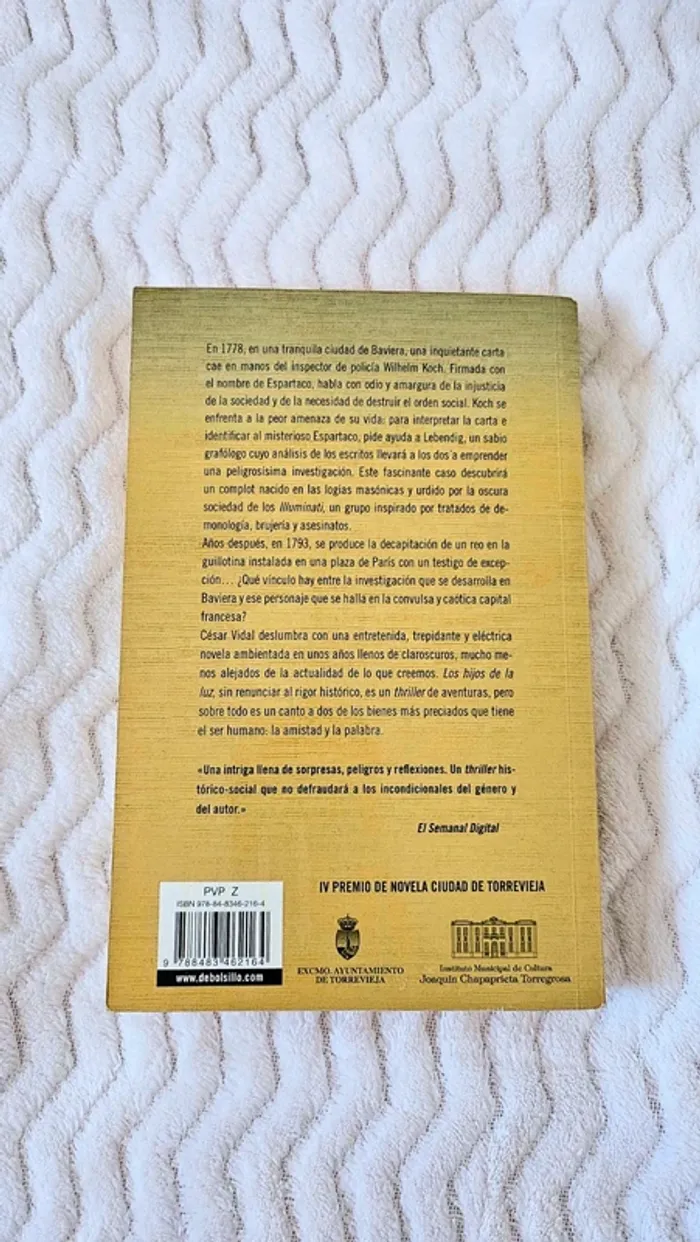 En 1778, en una tranquila ciudad de Baviera, una inquietante carta
cae en manos del inspector de policía Wilhelm Koch. Firmada con
el nombre de Espartaco, habla con odio y amargura de la injusticia
de la sociedad y de la necesidad de destruir el orden social. Koch se
enfrenta a la peor amenaza de su vida: para interpretar la carta e
identificar al misterioso Espartaco, pide ayuda a Lebendig, un sabio
grafólogo cuyo análisis de los escritos llevará a los dos a emprender
una peligrosísima investigación. Este fascinante caso descubrirá
un complot nacido en las logias masónicas y urdido por la oscura
sociedad de los Illuminati, un grupo inspirado por tratados de de-
monología, brujería y asesinatos.
Años después, en 1793, se produce la decapitación de un reo en la
guillotina instalada en una plaza de París con un testigo de excep-
ción... ¿Qué vínculo hay entre la investigación que se desarrolla en
Baviera y ese personaje que se halla en la convulsa y caótica capital
francesa?
César Vidal deslumbra con una entretenida, trepidante y eléctrica
novela ambientada en unos años llenos de claroscuros, mucho me-
nos alejados de la actualidad de lo que creemos. Los hijos de la
luz, sin renunciar al rigor histórico, es un thriller de aventuras, pero
sobre todo es un canto a dos de los bienes más preciados que tiene
el ser humano: la amistad y la palabra.
«Una intriga llena de sorpresas, peligros y reflexiones. Un thriller his-
tórico-social que no defraudará a los incondicionales del género y
del autor.»
El Semanal Digital
IV PREMIO DE NOVELA CIUDAD DE TORREVIEJA
PVP Z
ISBN 978-84-8346-216-4
9 788483 462164
www.debolsillo.com
EXCMO. AYUNTAMIENTO
DE TORREVIEJA
Instituto Municipal de Cultura
Joaquín Chapaprieta Torregrosa